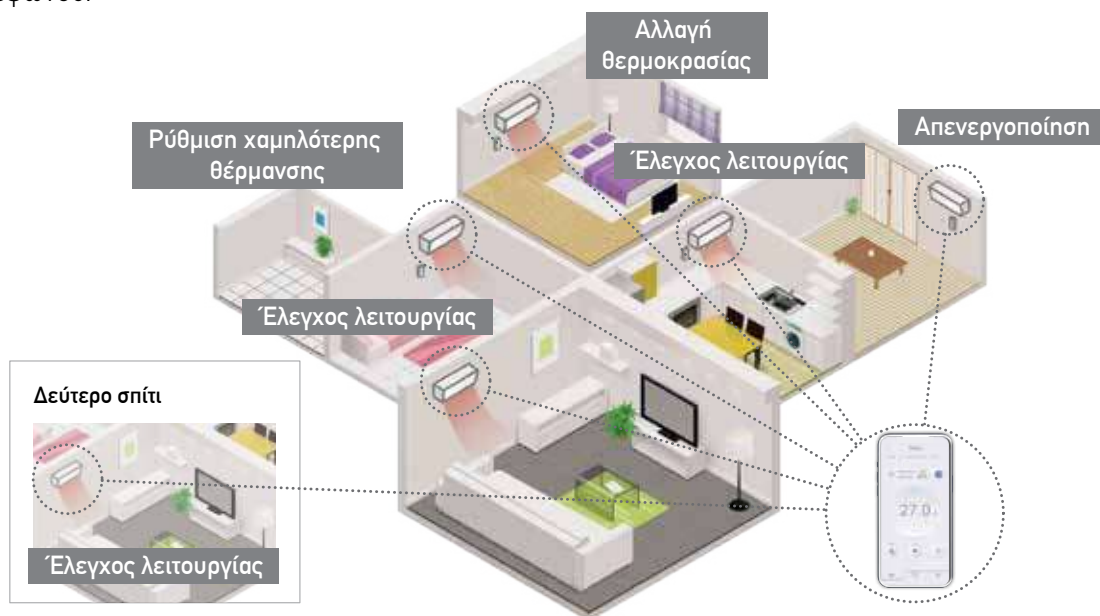 Αλλαγή
θερμοκρασίας
Απενεργοποίηση
Ρύθμιση χαμηλότερης
θέρμανσης
Έλεγχος λειτουργίας
Έλεγχος λειτουργίας
Δεύτερο σπίτι
Έλεγχος λειτουργίας
27.0